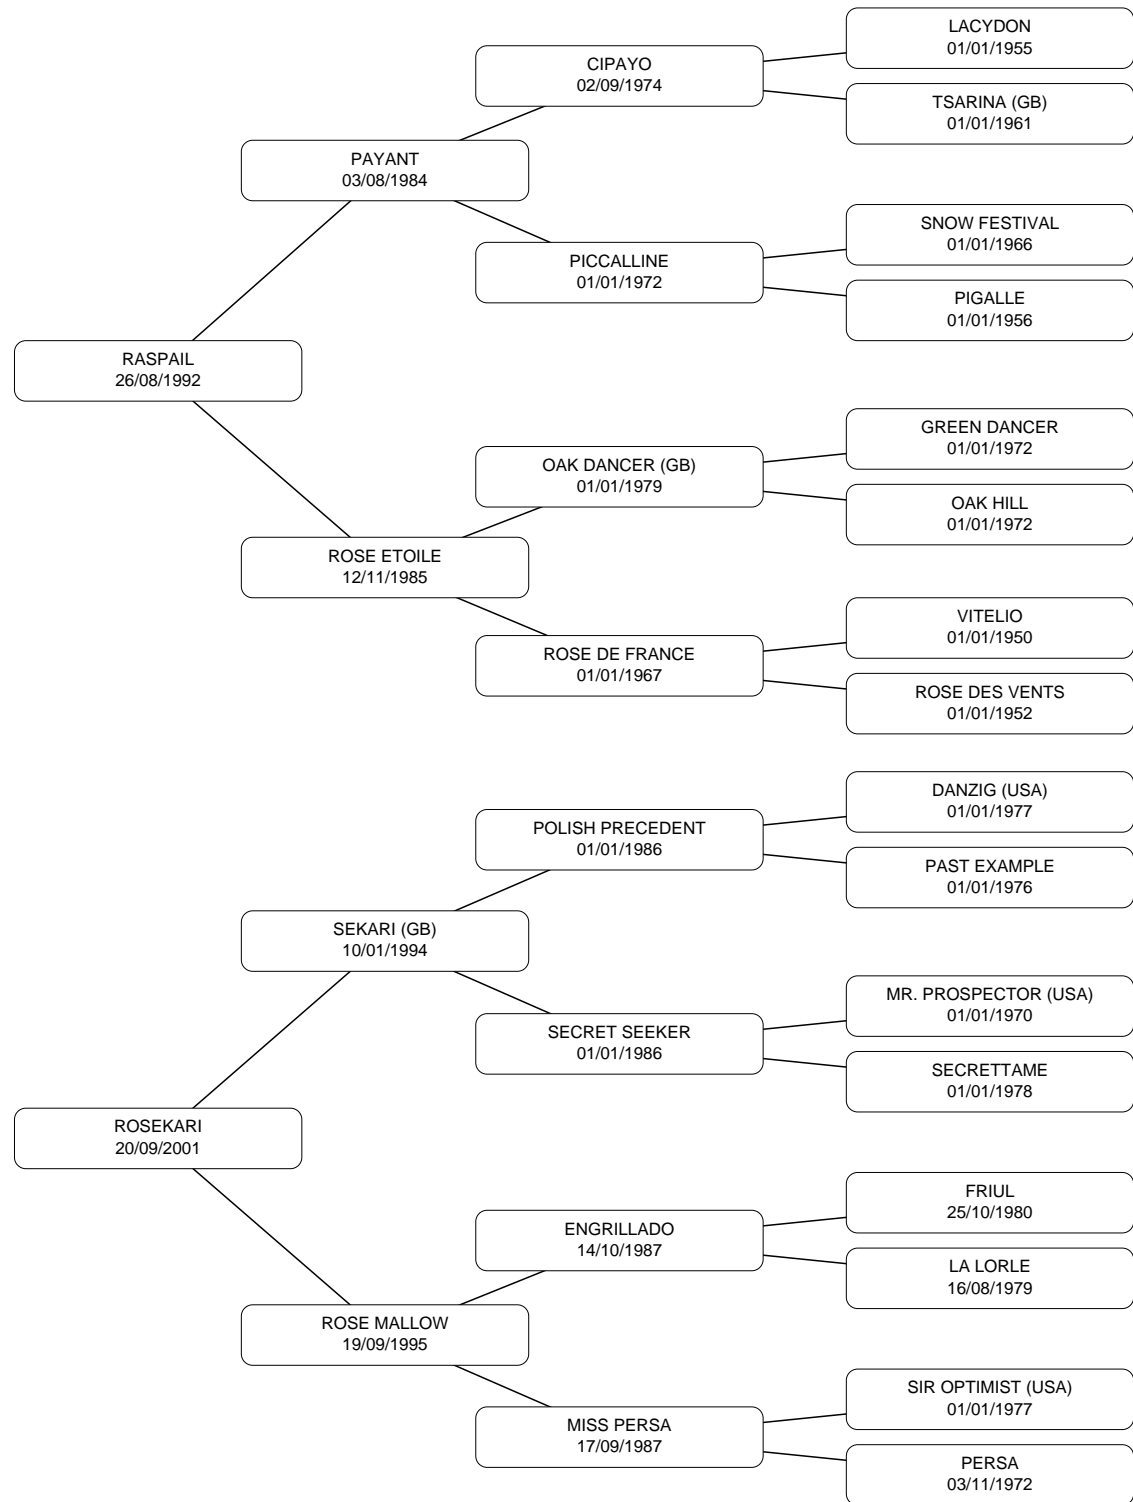 LACYDON
01/01/1955
CIPAYO
02/09/1974
TSARINA (GB)
01/01/1961
PAYANT
03/08/1984
SNOW FESTIVAL
01/01/1966
PICCALLINE
01/01/1972
PIGALLE
01/01/1956
RASPAIL
26/08/1992
GREEN DANCER
01/01/1972
OAK DANCER (GB)
01/01/1979
OAK HILL
01/01/1972
ROSE ETOILE
12/11/1985
VITELIO
01/01/1950
ROSE DE FRANCE
01/01/1967
ROSE DES VENTS
01/01/1952
DANZIG (USA)
01/01/1977
POLISH PRECEDENT
01/01/1986
PAST EXAMPLE
01/01/1976
SEKARI (GB)
10/01/1994
MR. PROSPECTOR (USA)
01/01/1970
SECRET SEEKER
01/01/1986
SECRETTAME
01/01/1978
ROSEKARI
20/09/2001
FRIUL
25/10/1980
ENGRILLADO
14/10/1987
LA LORLE
16/08/1979
ROSE MALLOW
19/09/1995
SIR OPTIMIST (USA)
01/01/1977
MISS PERSA
17/09/1987
PERSA
03/11/1972